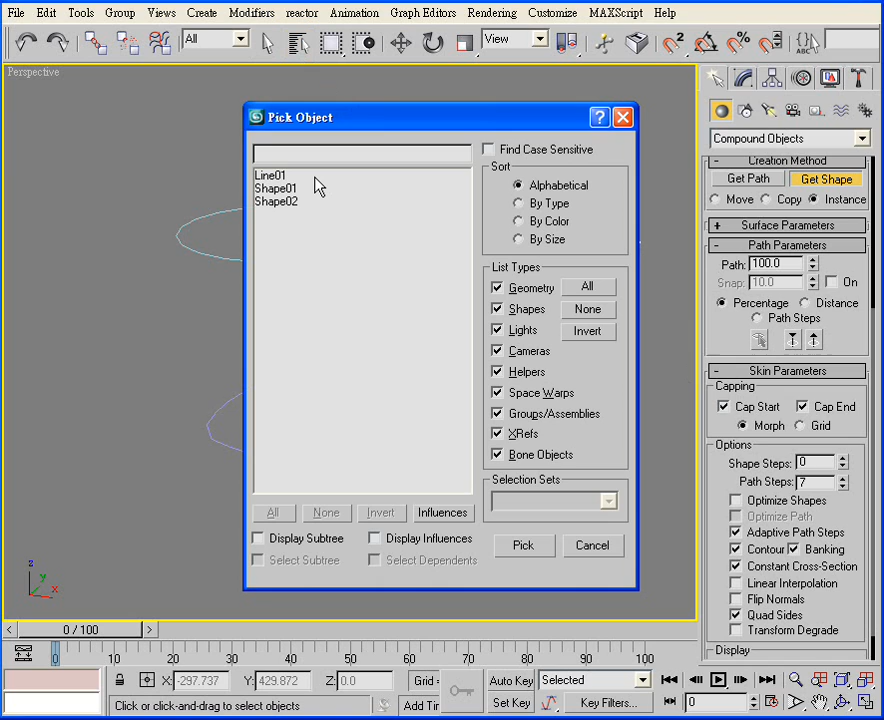 File Edit Tools Group Views Create Modifiers reactor Animation Graph Editors Rendering Customize MAXScript Help
All
View
ABC
Perspective
Pick Object
Line01
Shape01
Shape02
Find Case Sensitive
Sort
Alphabetical
By Type
By Color
By Size
List Types
Geometry All
Shapes None
Lights Invert
Cameras
Helpers
Space Warps
Groups/Assemblies
XRefs
Bone Objects
Selection Sets
All None Invert Influences
Display Subtree Display Influences
Select Subtree Select Dependents
Pick Cancel
Compound Objects
- Creation Method
Get Path Get Shape
Move Copy Instance
+ Surface Parameters
- Path Parameters
Path: 100.0
Snap: 10.0 On
Percentage Distance
Path Steps
- Skin Parameters
Capping
Cap Start Cap End
Morph Grid
Options
Shape Steps: 0
Path Steps: 7
Optimize Shapes
Optimize Path
Adaptive Path Steps
Contour Banking
Constant Cross-Section
Linear Interpolation
Flip Normals
Quad Sides
Transform Degrade
Display
z
y
x
< 0 / 100 >
0 10 20 30 40 50 60 70 80 90 100
X: -297.737 Y: 429.872 Z: 0.0 Grid = Auto Key Selected
Click or click-and-drag to select objects Add Tir Set Key Key Filters... 0